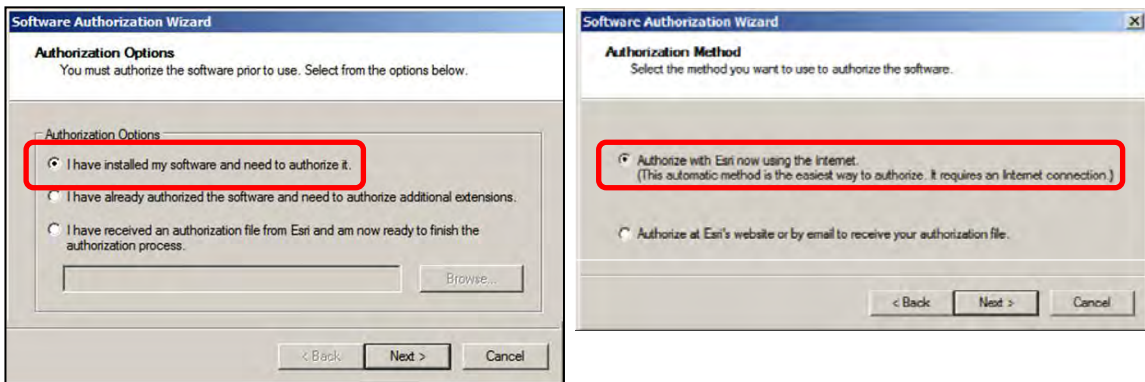 Software Authorization Wizard
Authorization Options
You must authorize the software prior to use. Select from the options below.
Authorization Options
I have installed my software and need to authorize it.
I have already authorized the software and need to authorize additional extensions.
I have received an authorization file from Esri and am now ready to finish the
authorization process.
Browse...
< Back
Next >
Cancel
Software Authorization Wizard
Authorization Method
Select the method you want to use to authorize the software.
Authorize with Esri now using the Internet.
(This automatic method is the easiest way to authorize. It requires an Internet connection.)
Authorize at Esri's website or by email to receive your authorization file.
< Back
Next >
Cancel